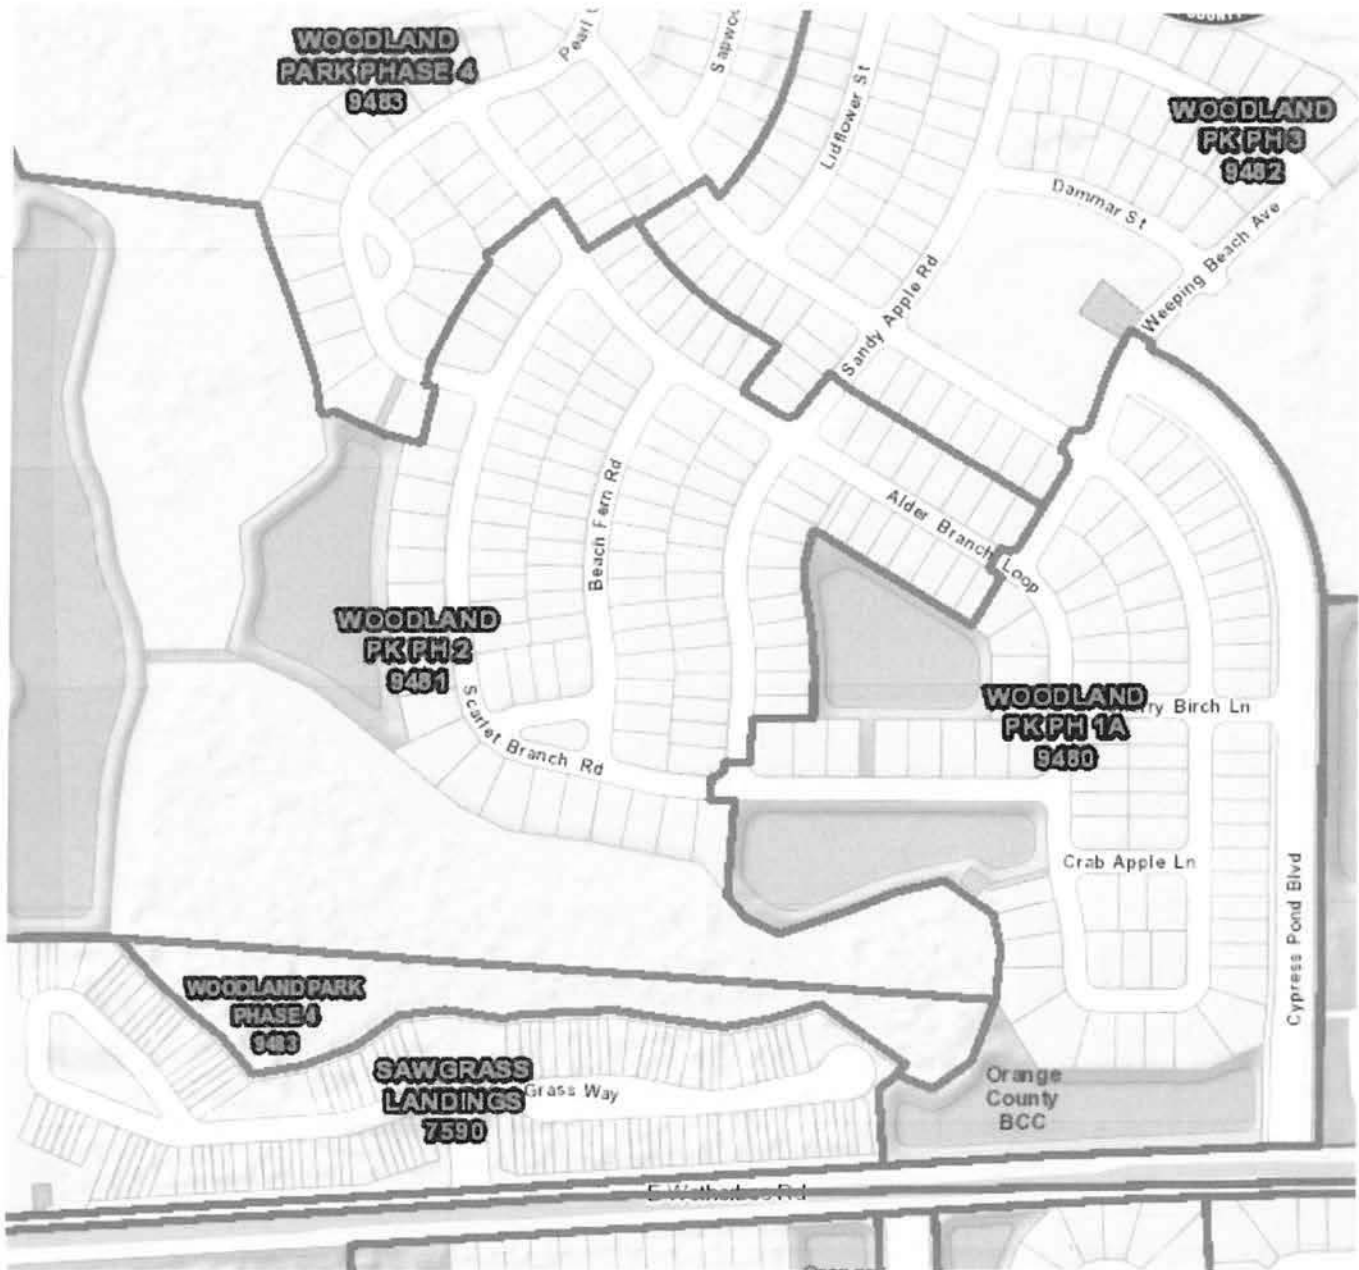 COUNTY
WOODLAND
PARK PHASE 4
9483
Pearl
Lidflower St
WOODLAND
PK PH 3
9482
Dammar St
Weeping Beach Ave
Sandy Apple Rd
Beach Fern Rd
Alder Branch Loop
WOODLAND
PK PH 2
9481
Scarlet Branch Rd
WOODLAND
PK PH 1A
9480
Birch Ln
Crab Apple Ln
Cypress Pond Blvd
WOODLAND PARK
PHASE 4
9483
SAWGRASS
LANDINGS
7590
Grass Way
Orange
County
BCC
E Wetherbee Rd